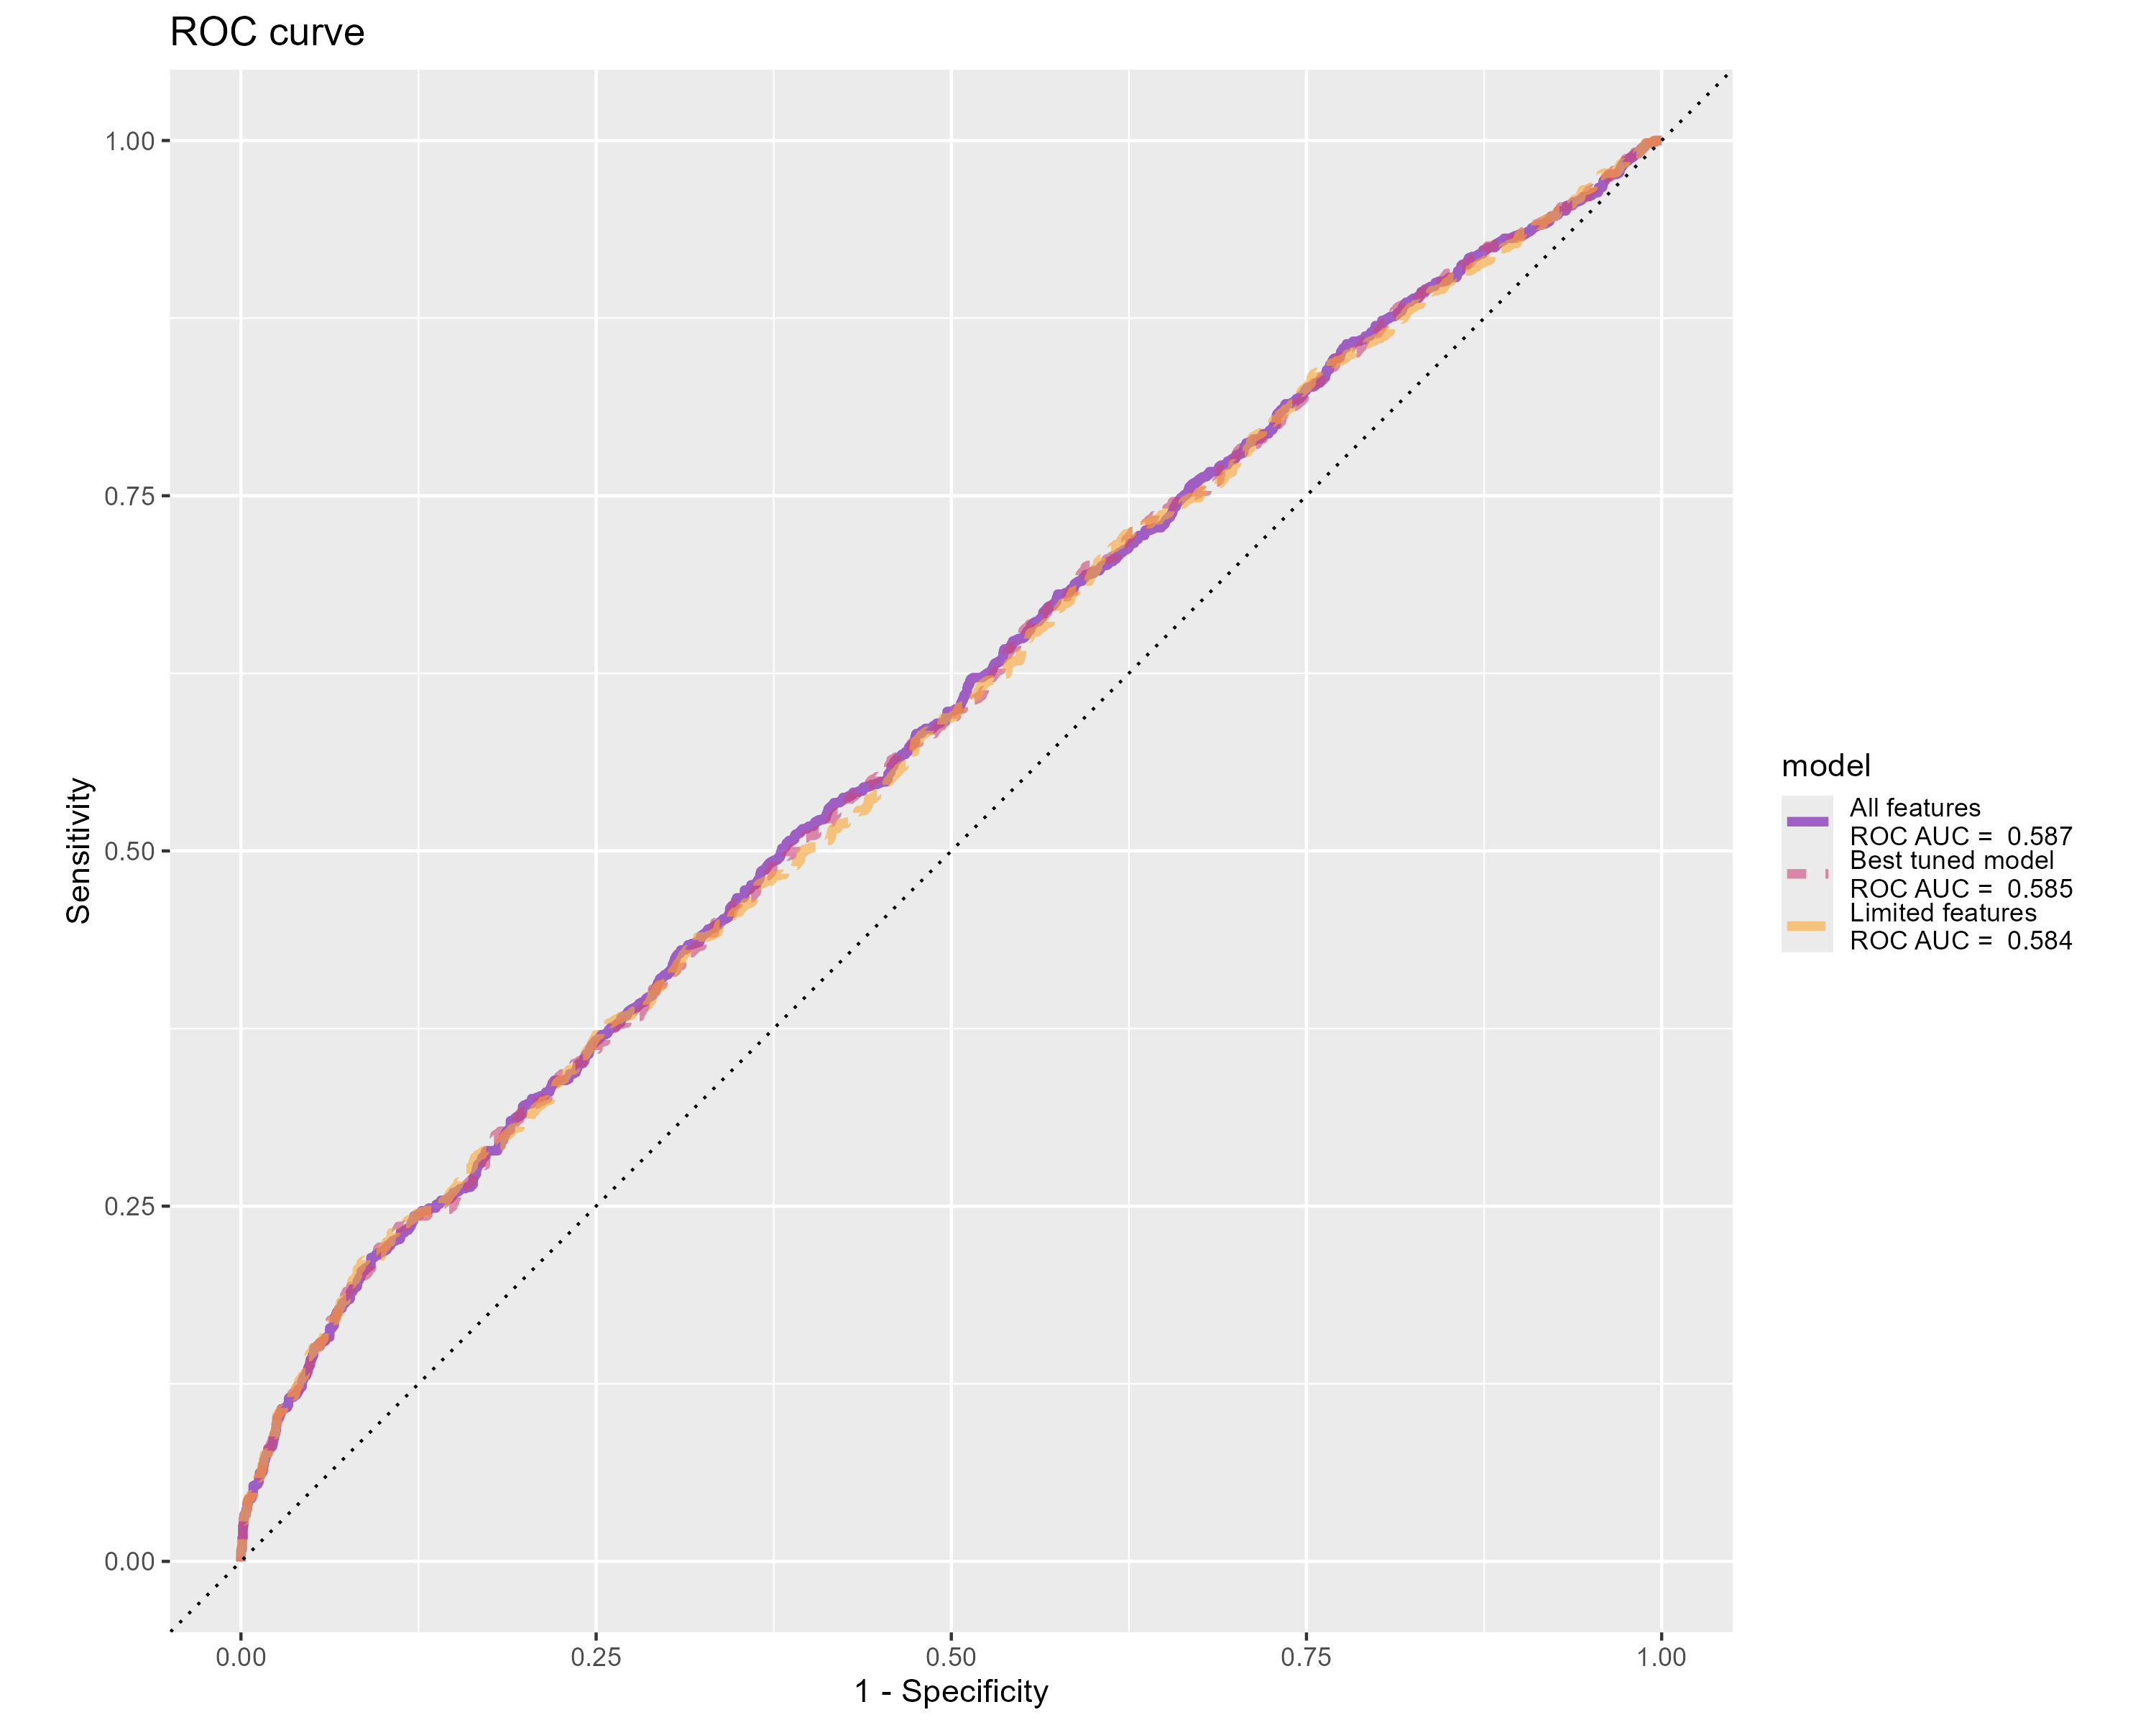 ROC curve
1.00
0.75
0.50
0.25
0.00
Sensitivity
0.00
0.25
0.50
0.75
1.00
1 - Specificity
model
All features
ROC AUC =  0.587
Best tuned model
ROC AUC =  0.585
Limited features
ROC AUC =  0.584